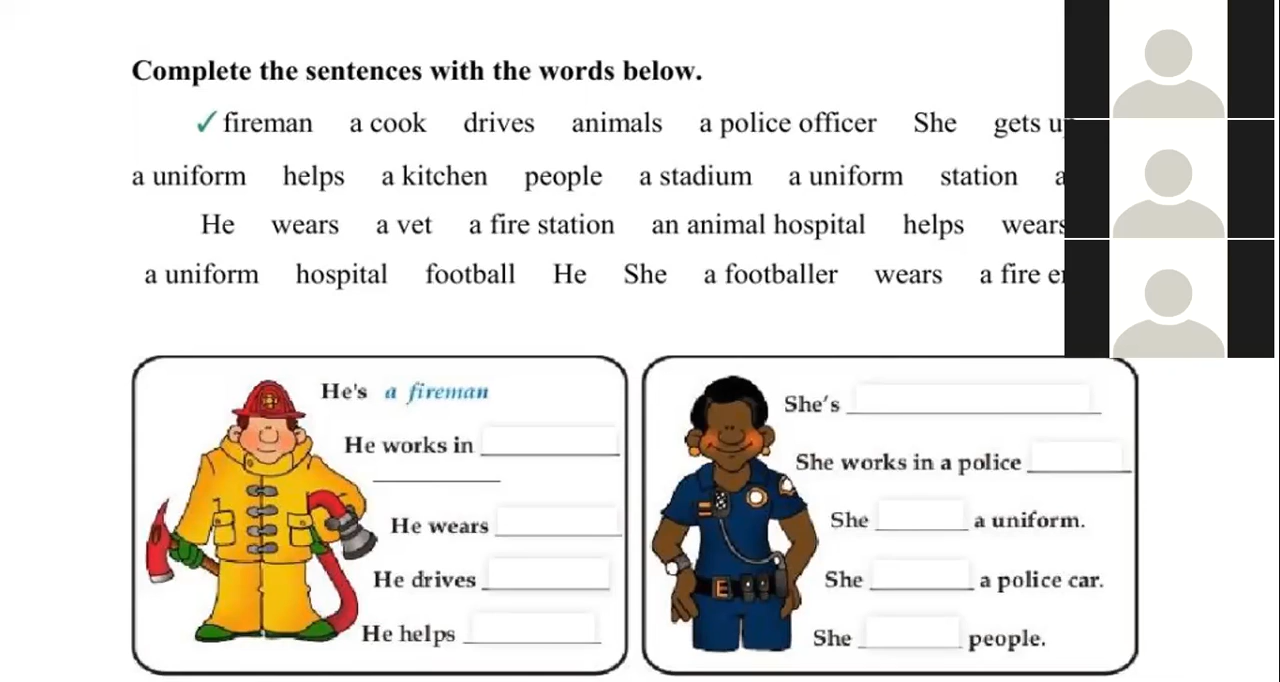 Complete the sentences with the words below.
✓ fireman a cook drives animals a police officer She gets
a uniform helps a kitchen people a stadium a uniform station
He wears a vet a fire station an animal hospital helps wears
a uniform hospital football He She a footballer wears a fire
He's a fireman
He works in
He wears
He drives
He helps
She's
She works in a police
She a uniform.
She a police car.
She people.